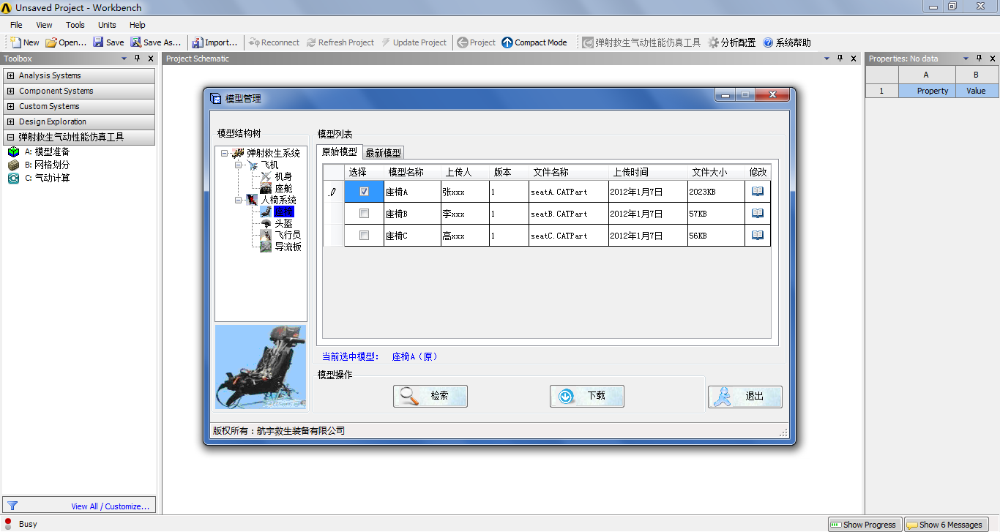 Unsaved Project - Workbench
File View Tools Units Help
New Open... Save Save As... Import... Reconnect Refresh Project Update Project Project Compact Mode 弹射救生气动性能仿真工具 分析配置 系统帮助
Toolbox
Project Schematic
Properties: No data
Analysis Systems
Component Systems
Custom Systems
Design Exploration
弹射救生气动性能仿真工具
A: 模型准备
B: 网格划分
C: 气动计算
A B
1 Property Value
模型管理
模型结构树
弹射救生系统
飞机
机身
座舱
人椅系统
座椅
头盔
飞行员
导流板
模型列表
原始模型 最新模型
选择 模型名称 上传人 版本 文件名称 上传时间 文件大小 修改
座椅A 张xxx 1 seatA.CATPart 2012年1月7日 2023KB
座椅B 李xxx 1 seatB.CATPart 2012年1月7日 57KB
座椅C 高xxx 1 seatC.CATPart 2012年1月7日 56KB
当前选中模型: 座椅A（原）
模型操作
检索 下载 退出
版权所有：航宇救生装备有限公司
View All / Customize...
Busy
Show Progress Show 6 Messages